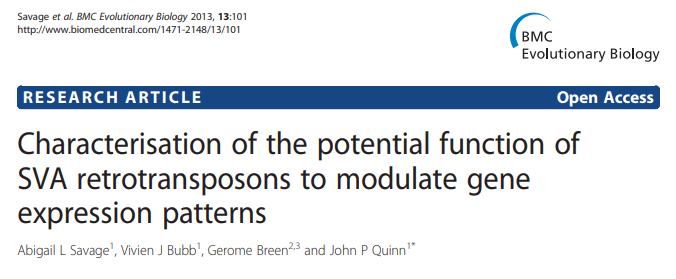 Savage et al. BMC Evolutionary Biology 2013, 13:101
http://www.biomedcentral.com/1471-2148/13/101
BMC
Evolutionary Biology
RESEARCH ARTICLE Open Access
Characterisation of the potential function of
SVA retrotransposons to modulate gene
expression patterns
Abigail L Savage1, Vivien J Bubb1, Gerome Breen2,3 and John P Quinn1*